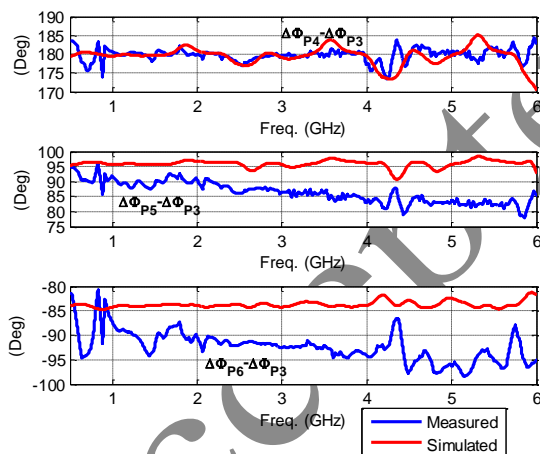 190
185
180
175
170
(Deg)
ΔΦP4-ΔΦP3
1 2 3 4 5 6
Freq. (GHz)
100
95
90
85
80
75
(Deg)
ΔΦP5-ΔΦP3
1 2 3 4 5 6
Freq. (GHz)
-80
-85
-90
-95
-100
(Deg)
ΔΦP6-ΔΦP3
1 2 3 4 5 6
Freq. (GHz)
Measured
Simulated